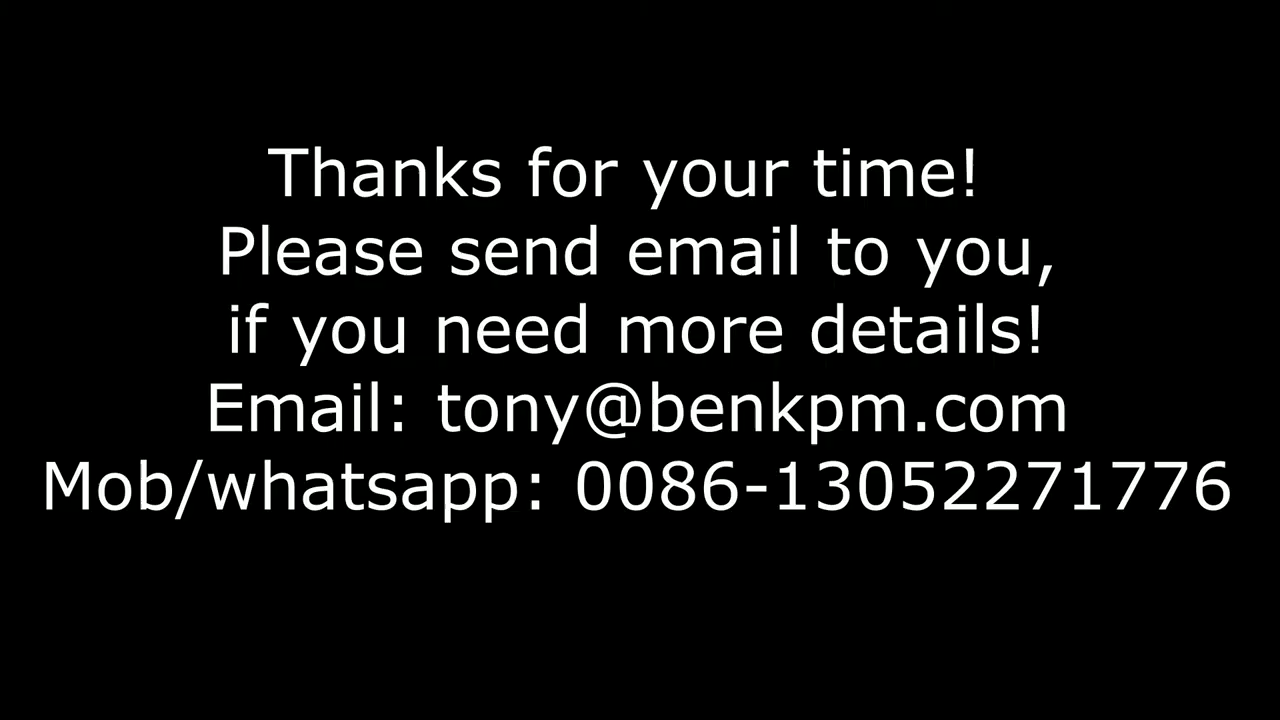 Thanks for your time!
Please send email to you,
if you need more details!
Email: tony@benkpm.com
Mob/whatsapp: 0086-13052271776